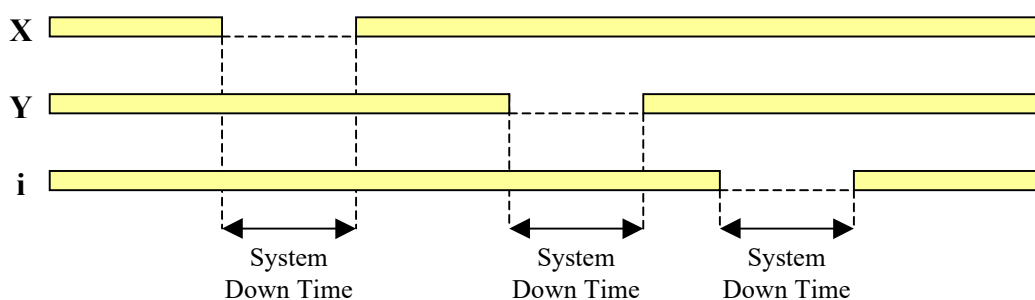 X
Y
i
System
Down Time
System
Down Time
System
Down Time